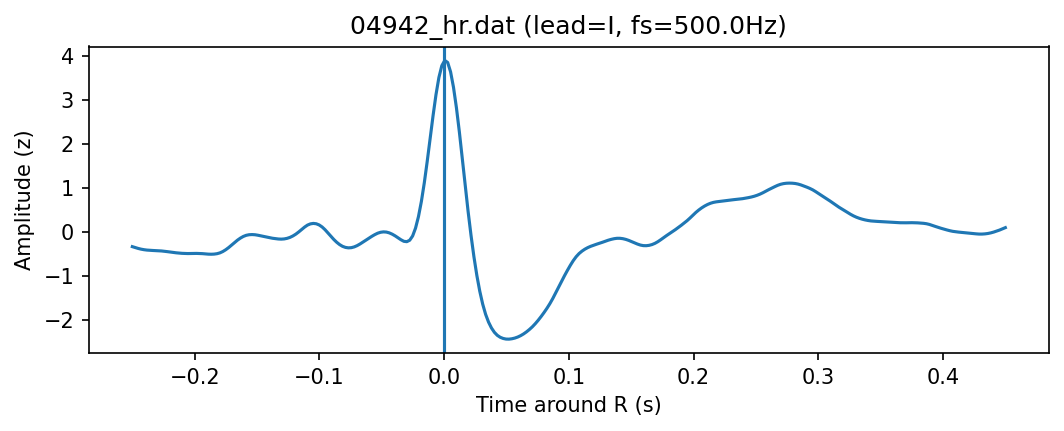 04942_hr.dat (lead=I, fs=500.0Hz)
Amplitude (z)
4
3
2
1
0
−1
−2
−0.2 −0.1 0.0 0.1 0.2 0.3 0.4
Time around R (s)